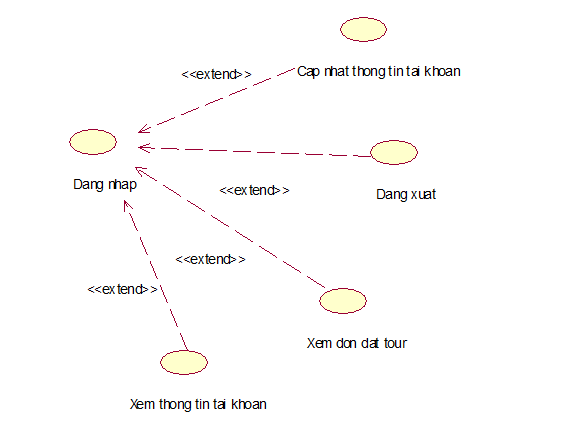 <<extend>>
Cap nhat thong tin tai khoan
Dang nhap
<<extend>>
Dang xuat
<<extend>>
<<extend>>
Xem don dat tour
Xem thong tin tai khoan